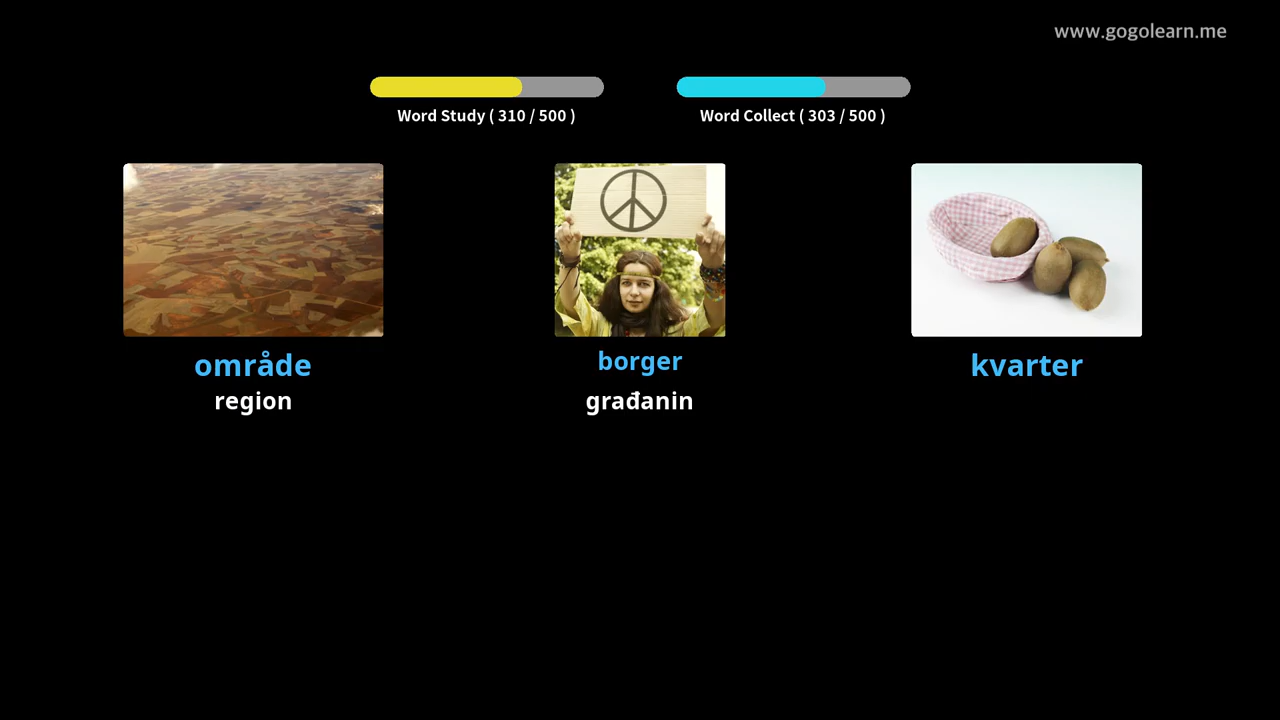 www.gogolearn.me
Word Study ( 310 / 500 )
Word Collect ( 303 / 500 )
område
region
borger
građanin
kvarter